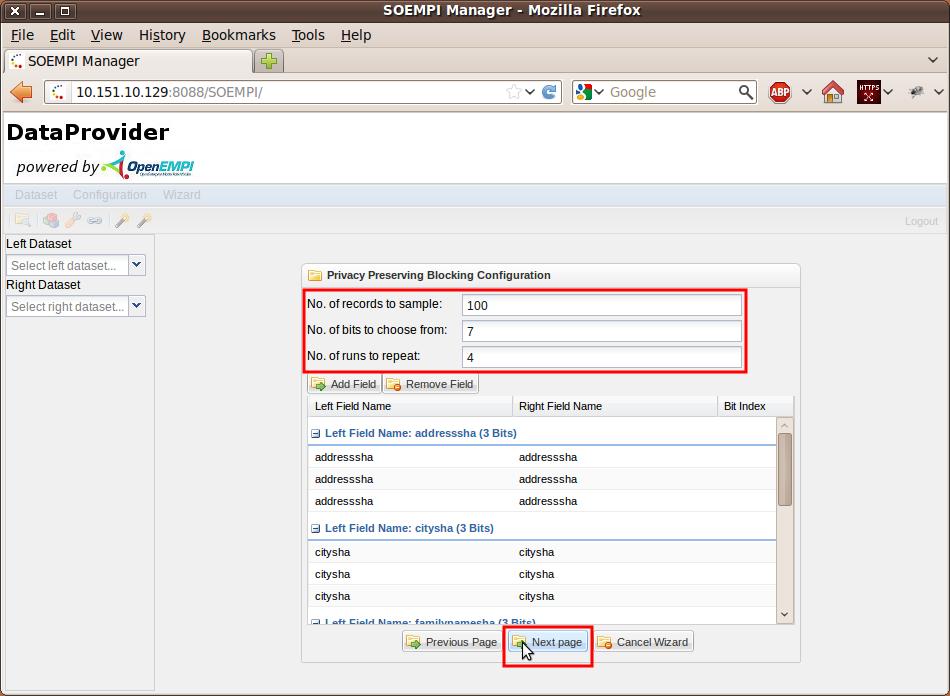 SOEMPI Manager - Mozilla Firefox
File Edit View History Bookmarks Tools Help
SOEMPI Manager
10.151.10.129:8088/SOEMPI/
Google
ABP
HTTPS
DataProvider
powered by OpenEMPI
Dataset Configuration Wizard
Logout
Left Dataset
Select left dataset...
Right Dataset
Select right dataset...
Privacy Preserving Blocking Configuration
No. of records to sample: 100
No. of bits to choose from: 7
No. of runs to repeat: 4
Add Field Remove Field
Left Field Name Right Field Name Bit Index
Left Field Name: addresssha (3 Bits)
addresssha addresssha
addresssha addresssha
addresssha addresssha
Left Field Name: citysha (3 Bits)
citysha citysha
citysha citysha
citysha citysha
Left Field Name: familynamesha (3 Bits)
Previous Page Next page Cancel Wizard